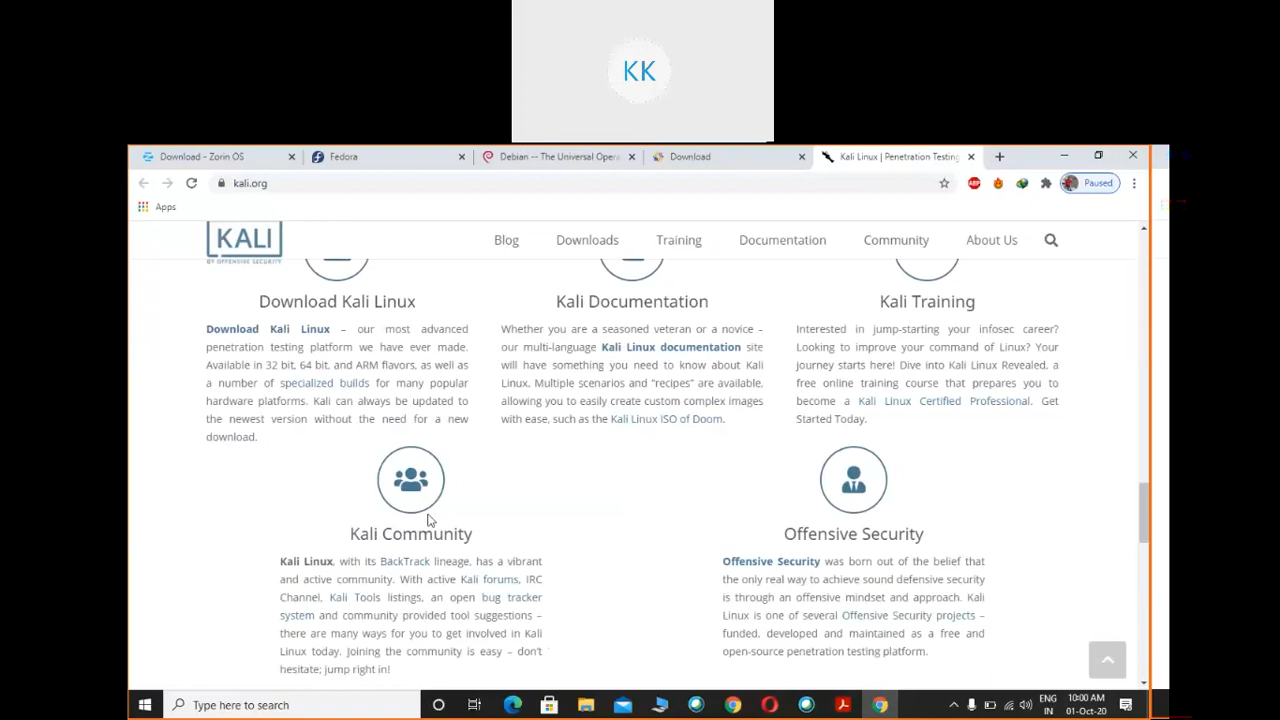 KK
Download - Zorin OS
Fedora
Debian -- The Universal Opera
Download
Kali Linux | Penetration Testing
kali.org
Paused
Apps
KALI
BY OFFENSIVE SECURITY
Blog
Downloads
Training
Documentation
Community
About Us
Download Kali Linux
Download Kali Linux – our most advanced
penetration testing platform we have ever made.
Available in 32 bit, 64 bit, and ARM flavors, as well as
a number of specialized builds for many popular
hardware platforms. Kali can always be updated to
the newest version without the need for a new
download.
Kali Documentation
Whether you are a seasoned veteran or a novice –
our multi-language Kali Linux documentation site
will have something you need to know about Kali
Linux. Multiple scenarios and “recipes” are available,
allowing you to easily create custom complex images
with ease, such as the Kali Linux ISO of Doom.
Kali Training
Interested in jump-starting your infosec career?
Looking to improve your command of Linux? Your
journey starts here! Dive into Kali Linux Revealed, a
free online training course that prepares you to
become a Kali Linux Certified Professional. Get
Started Today.
Kali Community
Kali Linux, with its BackTrack lineage, has a vibrant
and active community. With active Kali forums, IRC
Channel, Kali Tools listings, an open bug tracker
system and community provided tool suggestions –
there are many ways for you to get involved in Kali
Linux today. Joining the community is easy – don’t
hesitate; jump right in!
Offensive Security
Offensive Security was born out of the belief that
the only real way to achieve sound defensive security
is through an offensive mindset and approach. Kali
Linux is one of several Offensive Security projects –
funded, developed and maintained as a free and
open-source penetration testing platform.
Type here to search
ENG
IN
10:00 AM
01-Oct-20